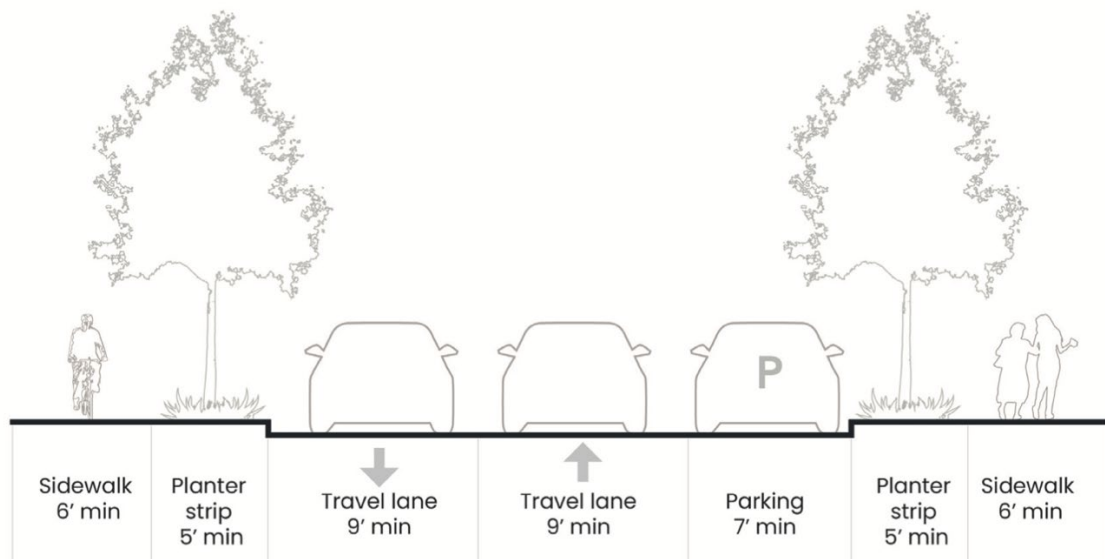 P
Sidewalk
6’ min
Planter
strip
5’ min
Travel lane
9’ min
Travel lane
9’ min
Parking
7’ min
Planter
strip
5’ min
Sidewalk
6’ min